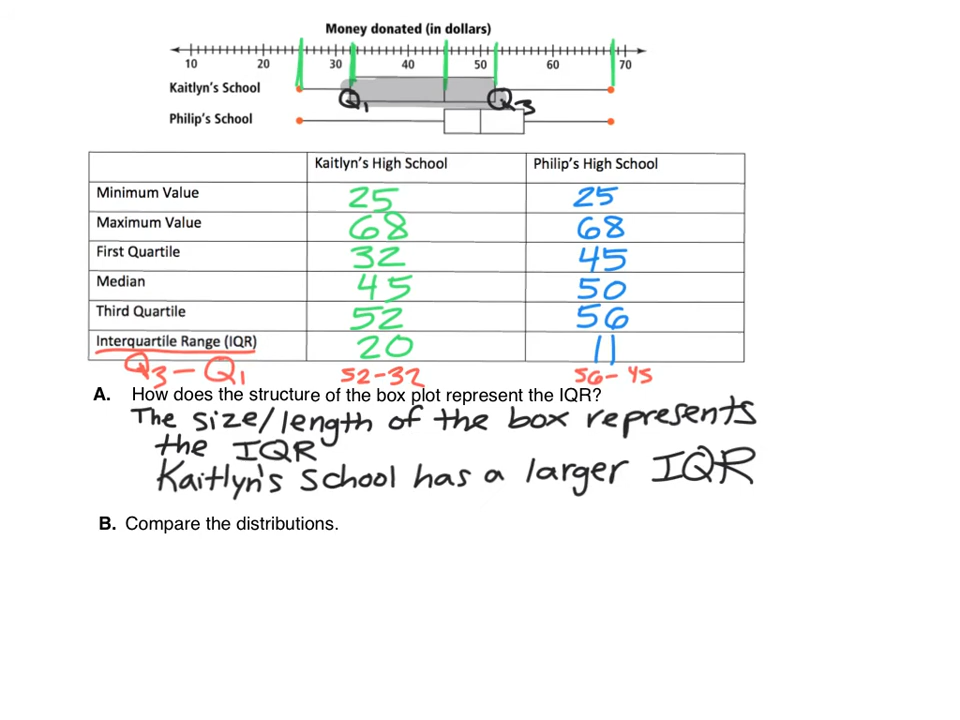 Money donated (in dollars)
10 20 30 40 50 60 70
Kaitlyn's School
Q1 Q3
Philip's School
Kaitlyn's High School Philip's High School
Minimum Value 25 25
Maximum Value 68 68
First Quartile 32 45
Median 45 50
Third Quartile 52 56
Interquartile Range (IQR) 20 11
Q3 - Q1 52-32 56-45
A. How does the structure of the box plot represent the IQR?
The size/length of the box represents
the IQR
Kaitlyn's school has a larger IQR
B. Compare the distributions.